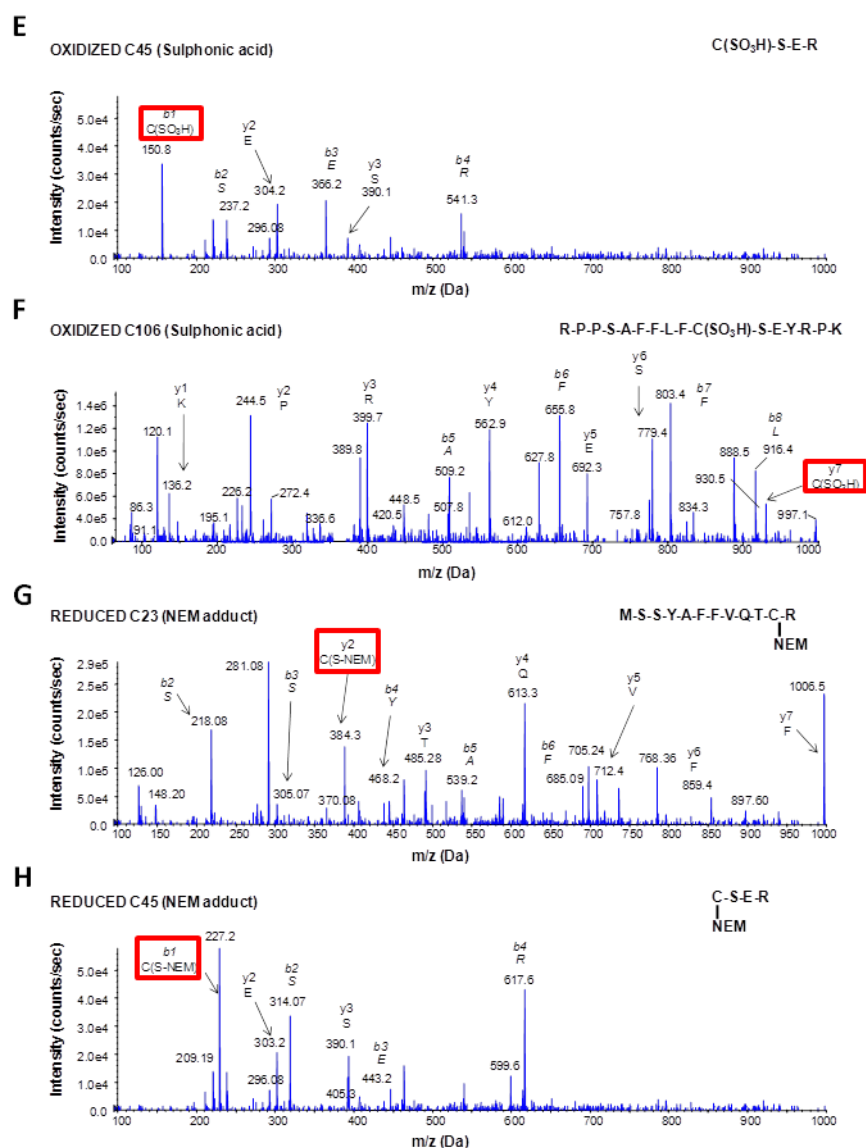 E
OXIDIZED C45 (Sulphonic acid)
C(SO₃H)-S-E-R
Intensity (counts/sec)
5.0e4
4.0e4
3.0e4
2.0e4
1.0e4
0.0
b1
C(SO₃H)
150.8
b2
S
237.2
y2
E
304.2
296.08
b3
E
366.2
y3
S
390.1
b4
R
541.3
100 200 300 400 500 600 700 800 900 1000
m/z (Da)
F
OXIDIZED C106 (Sulphonic acid)
R-P-P-S-A-F-F-L-F-C(SO₃H)-S-E-Y-R-P-K
Intensity (counts/sec)
1.2e6
1.0e6
8.0e5
6.0e5
4.0e5
2.0e5
0.0
86.3
91.1
120.1
y1
K
136.2
195.1
226.2
244.5
y2
P
272.4
336.6
389.8
y3
R
399.7
420.5
448.5
b5
A
509.2
507.8
y4
Y
562.9
612.0
627.8
b6
F
655.8
y5
E
692.3
757.8
y6
S
779.4
803.4
b7
F
834.3
888.5
930.5
b8
L
916.4
y7
C(SO₃H)
997.1
100 200 300 400 500 600 700 800 900 1000
m/z (Da)
G
REDUCED C23 (NEM adduct)
M-S-S-Y-A-F-F-V-Q-T-C-R
NEM
Intensity (counts/sec)
2.9e5
2.5e5
2.0e5
1.5e5
1.0e5
5.0e4
0.0
126.00
148.20
b2
S
218.08
281.08
b3
S
305.07
y2
C(S-NEM)
384.3
370.08
b4
Y
468.2
y3
T
485.28
b5
A
539.2
y4
Q
613.3
b6
F
685.09
705.24
y5
V
712.4
768.36
y6
F
859.4
897.60
y7
F
1006.5
100 150 200 250 300 350 400 450 500 550 600 650 700 750 800 850 900 950 1000
m/z (Da)
H
REDUCED C45 (NEM adduct)
C-S-E-R
NEM
Intensity (counts/sec)
5.0e4
4.0e4
3.0e4
2.0e4
1.0e4
0.0
b1
C(S-NEM)
209.19
227.2
y2
E
303.2
296.08
b2
S
314.07
y3
S
390.1
405.3
b3
E
443.2
599.6
b4
R
617.6
100 200 300 400 500 600 700 800 900 1000
m/z (Da)